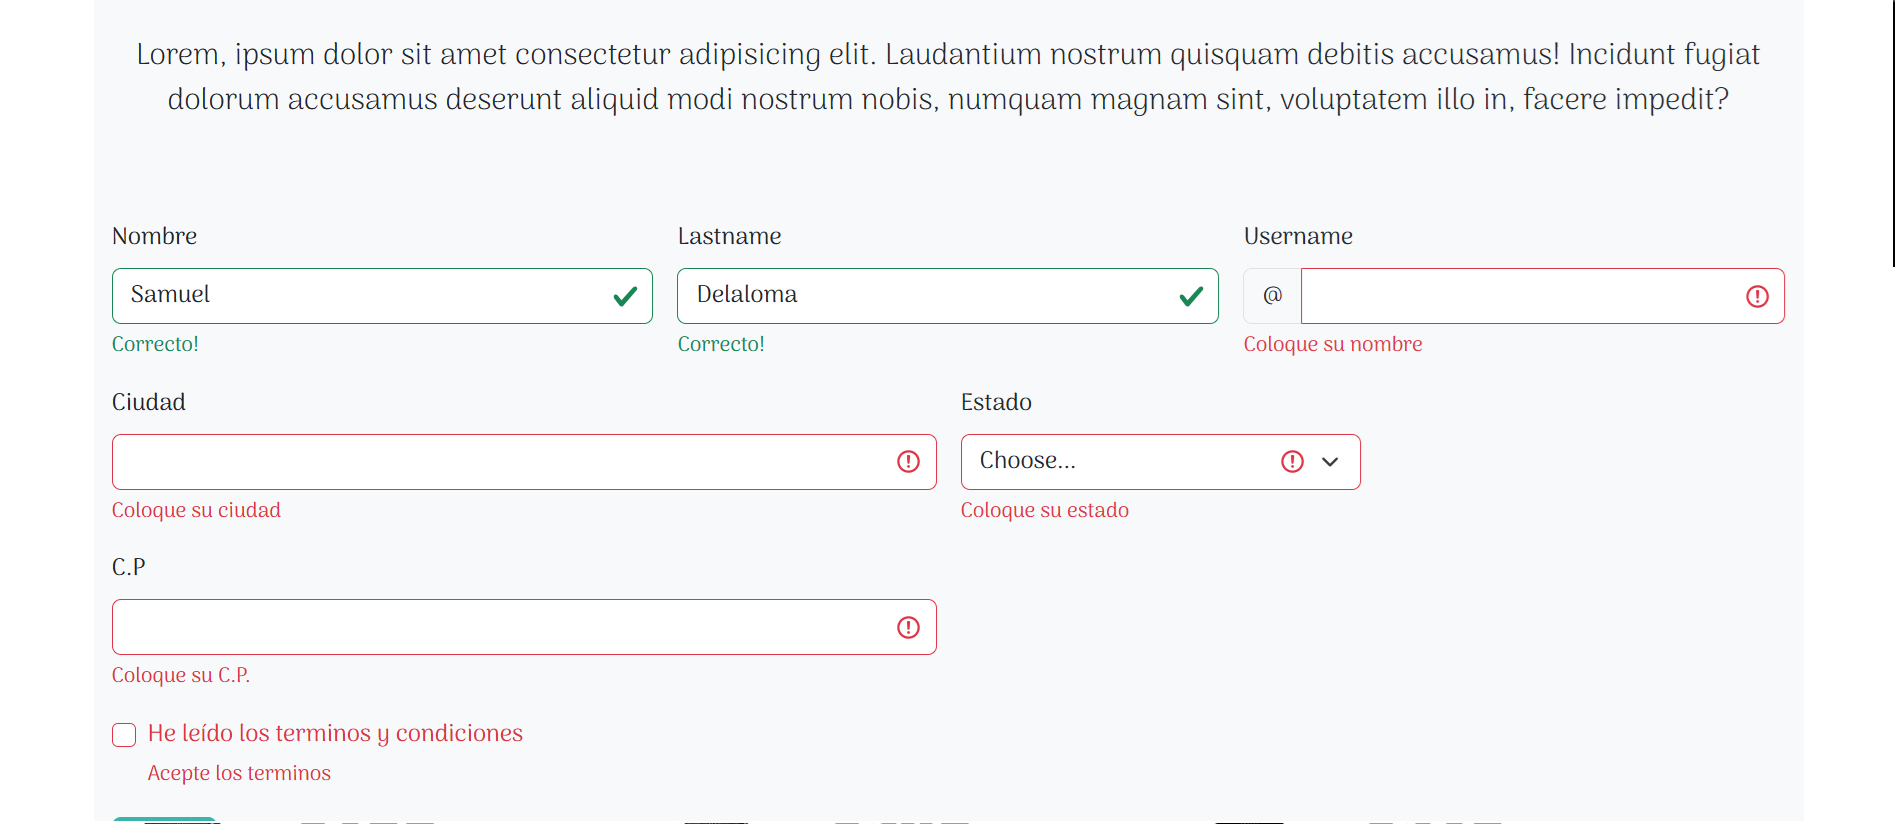 Lorem, ipsum dolor sit amet consectetur adipisicing elit. Laudantium nostrum quisquam debitis accusamus! Incidunt fugiat
dolorum accusamus deserunt aliquid modi nostrum nobis, numquam magnam sint, voluptatem illo in, facere impedit?
Nombre Lastname Username
Samuel Delaloma @
Correcto! Correcto! Coloque su nombre
Ciudad Estado
Choose...
Coloque su ciudad Coloque su estado
C.P
Coloque su C.P.
He leído los terminos y condiciones
Acepte los terminos